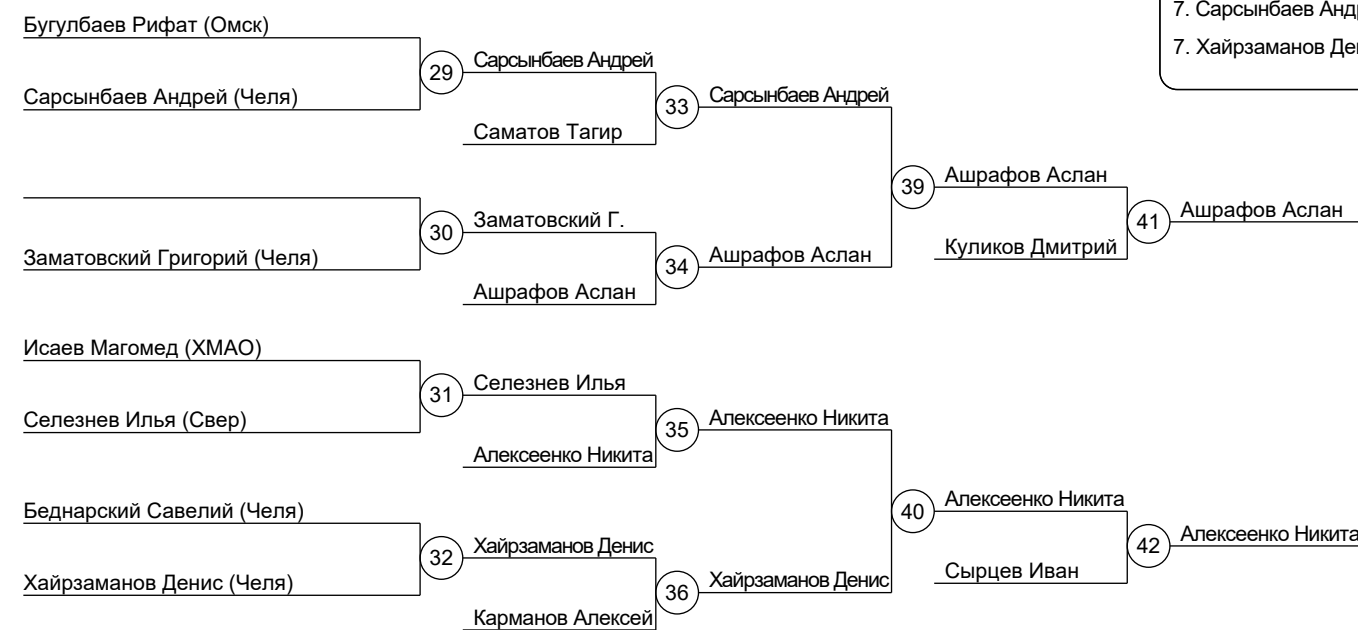 7. Сарсынбаев
7. Хайрзаманов
Бугулбаев Рифат (Омск)
29
Сарсынбаев Андрей
Сарсынбаев Андрей (Челя)
33
Сарсынбаев Андрей
Саматов Тагир
39
Ашрафов Аслан
30
Заматовский Г.
41
Ашрафов Аслан
Заматовский Григорий (Челя)
34
Ашрафов Аслан
Куликов Дмитрий
Ашрафов Аслан
Исаев Магомед (ХМАО)
31
Селезнев Илья
Селезнев Илья (Свер)
35
Алексеенко Никита
Алексеенко Никита
40
Алексеенко Никита
Беднарский Савелий (Челя)
32
Хайрзаманов Денис
42
Алексеенко Никита
Хайрзаманов Денис (Челя)
36
Хайрзаманов Денис
Сырцев Иван
Карманов Алексей